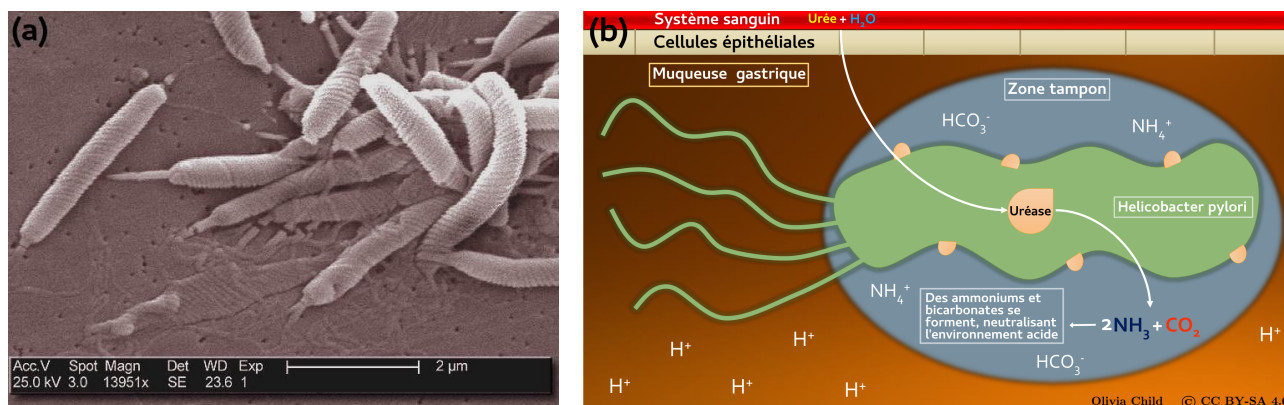 (a)
Acc.V Spot Magn Det WD Exp
25.0 kV 3.0 13951x SE 23.6 1
2 µm
(b)
Système sanguin Urée + H₂O
Cellules épithéliales
Muqueuse gastrique
Zone tampon
HCO₃⁻
NH₄⁺
Uréase
Helicobacter pylori
NH₄⁺
Des ammoniums et
bicarbonates se
forment, neutralisant
l'environnement acide
2NH₃+CO₂
HCO₃⁻
H⁺
H⁺
H⁺
H⁺
H⁺
H⁺
Olivia Child © CC BY-SA 4.0